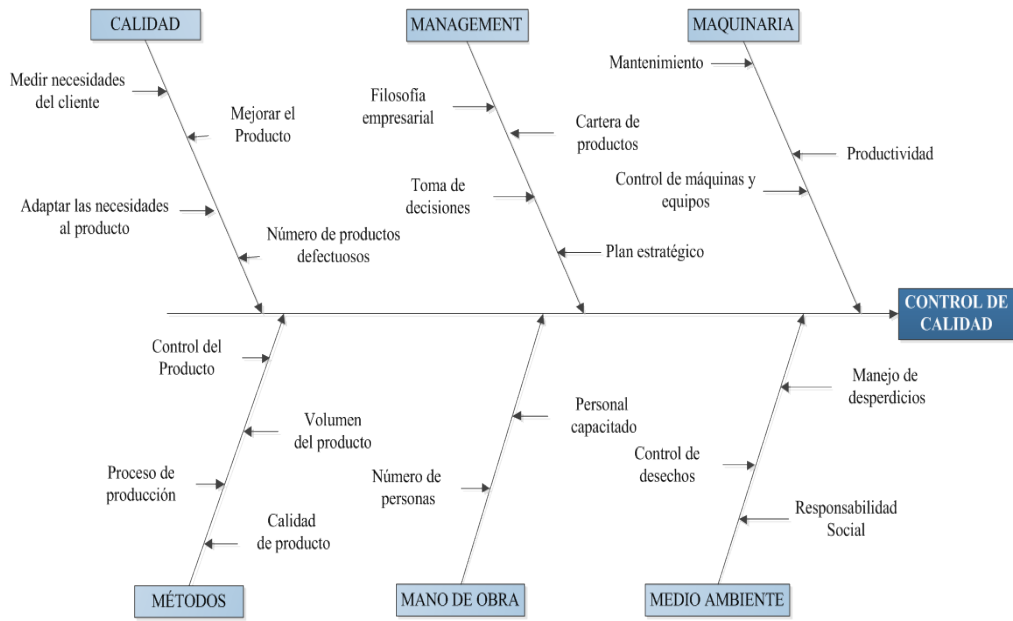 CALIDAD
MANAGEMENT
MAQUINARIA
Medir necesidades
del cliente
Mejorar el
Producto
Adaptar las necesidades
al producto
Número de productos
defectuosos
Filosofía
empresarial
Cartera de
productos
Toma de
decisiones
Plan estratégico
Mantenimiento
Productividad
Control de máquinas y
equipos
CONTROL DE
CALIDAD
Control del
Producto
Volumen
del producto
Proceso de
producción
Calidad
de producto
Personal
capacitado
Número de
personas
Manejo de
desperdicios
Control de
desechos
Responsabilidad
Social
MÉTODOS
MANO DE OBRA
MEDIO AMBIENTE